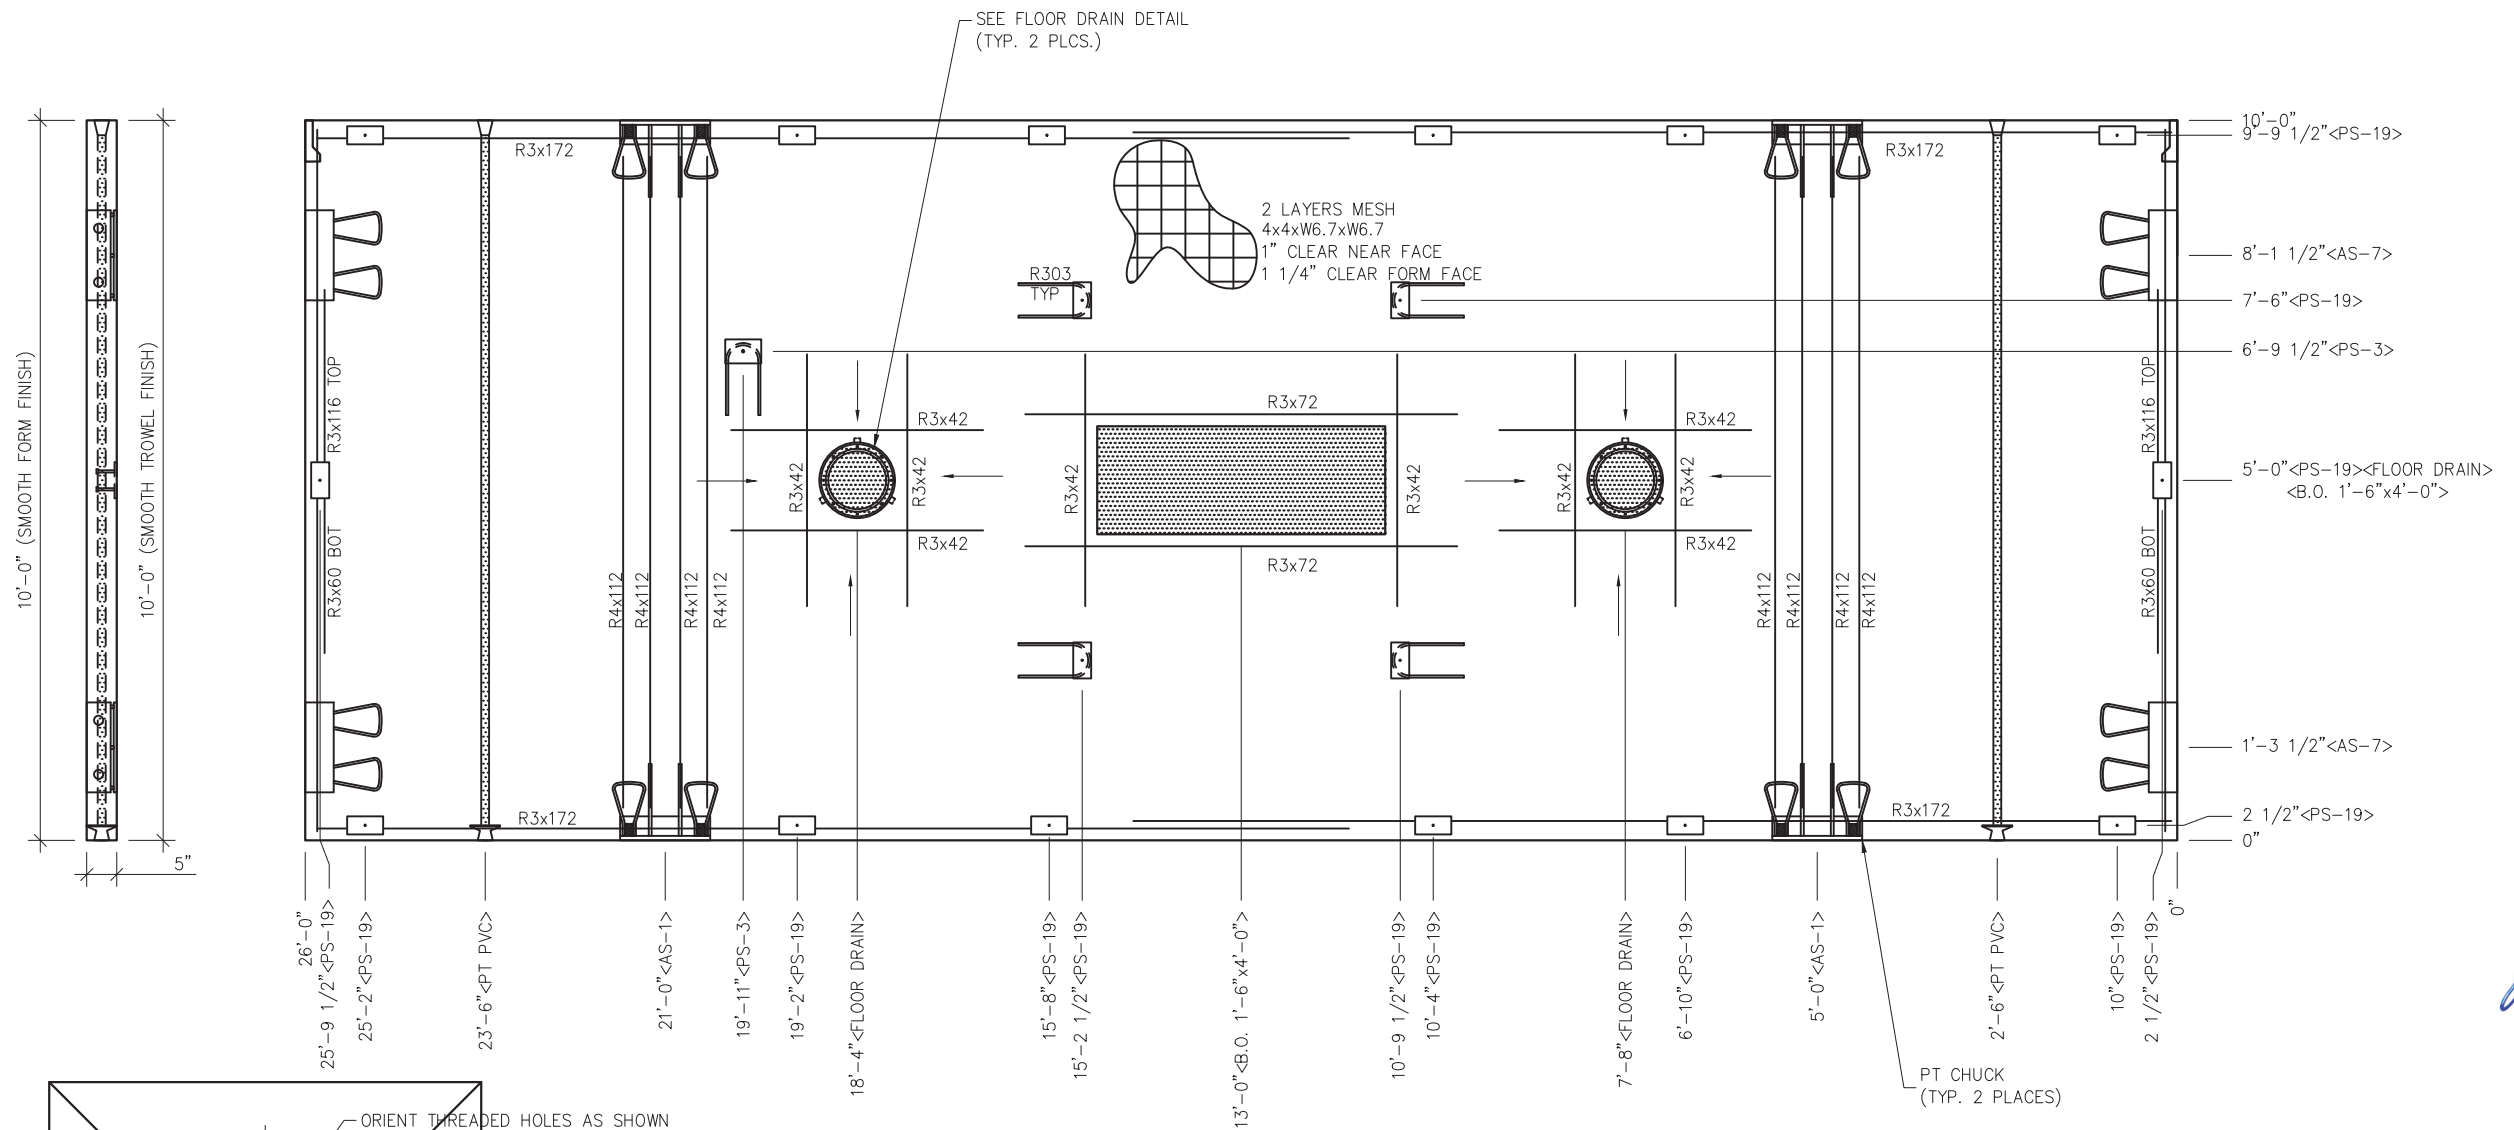 SEE FLOOR DRAIN DETAIL
(TYP. 2 PLCS.)
10'-0"
9'-9 1/2"<PS-19>
R3x172
R3x172
2 LAYERS MESH
4x4xW6.7xW6.7
1" CLEAR NEAR FACE
1 1/4" CLEAR FORM FACE
8'-1 1/2"<AS-7>
R303
TYP
7'-6"<PS-19>
6'-9 1/2"<PS-3>
10'-0" (SMOOTH FORM FINISH)
10'-0" (SMOOTH TROWEL FINISH)
R3x116 TOP
R3x116 TOP
R3x72
R3x42
R3x42
R3x42
R3x42
R3x42
R3x42
R3x42
R3x42
5'-0"<PS-19><FLOOR DRAIN>
<B.O. 1'-6"x4'-0">
R3x42
R3x42
R3x72
R3x60 BOT
R3x60 BOT
R4x112
R4x112
R4x112
R4x112
R4x112
R4x112
R4x112
R4x112
1'-3 1/2"<AS-7>
R3x172
R3x172
2 1/2"<PS-19>
0"
5"
26'-0"
25'-9 1/2"<PS-19>
25'-2"<PS-19>
23'-6"<PT PVC>
21'-0"<AS-1>
19'-11"<PS-3>
19'-2"<PS-19>
18'-4"<FLOOR DRAIN>
15'-8"<PS-19>
15'-2 1/2"<PS-19>
13'-0"<B.O. 1'-6"x4'-0">
10'-9 1/2"<PS-19>
10'-4"<PS-19>
7'-8"<FLOOR DRAIN>
6'-10"<PS-19>
5'-0"<AS-1>
2'-6"<PT PVC>
10"<PS-19>
2 1/2"<PS-19>
0"
PT CHUCK
(TYP. 2 PLACES)
ORIENT THREADED HOLES AS SHOWN